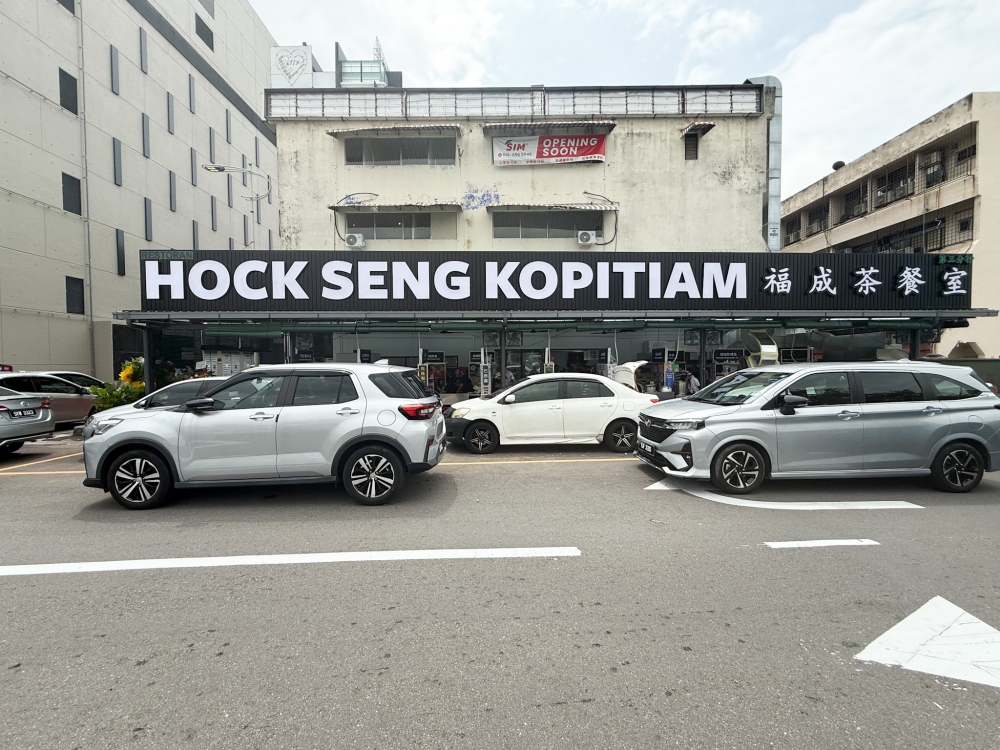 SIM
OPENING
SOON
RESTORAN
HOCK SENG KOPITIAM 福成茶餐室